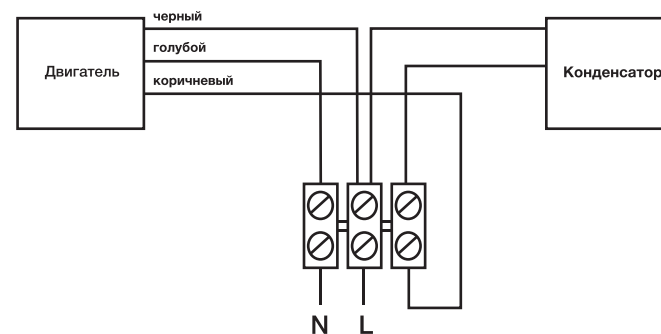 черный
голубой
Двигатель
коричневый
Конденсатор
N L